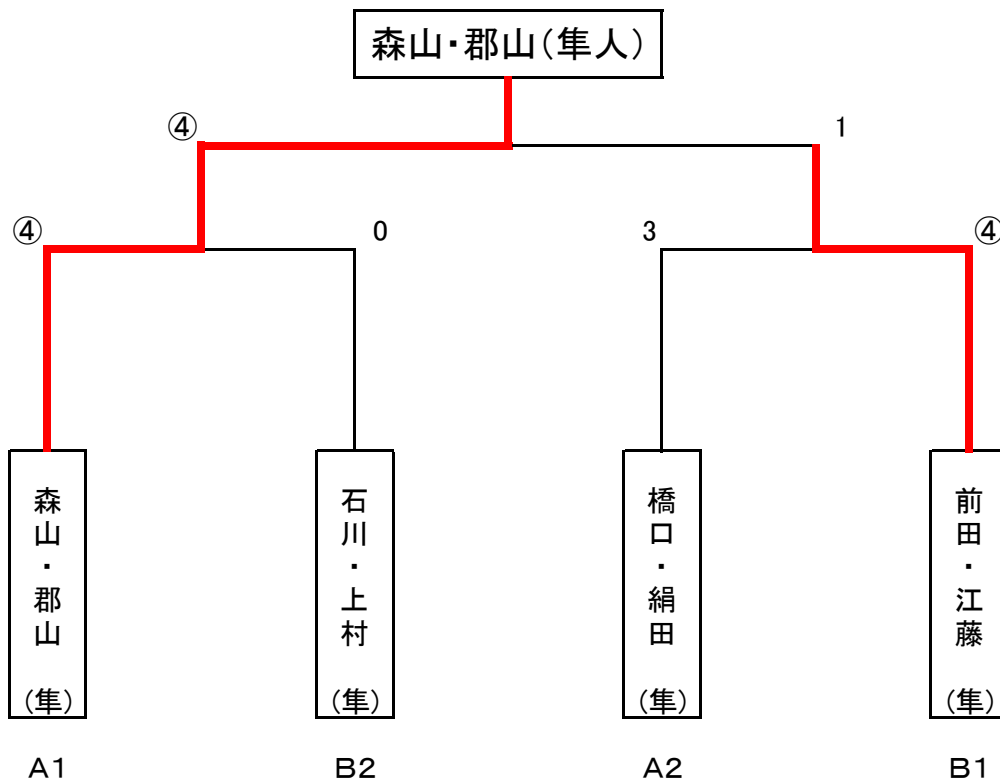 森山・郡山(隼人)
④
1
④
0
3
④
森山・郡山(隼)
石川・上村(隼)
橋口・絹田(隼)
前田・江藤(隼)
A1
B2
A2
B1